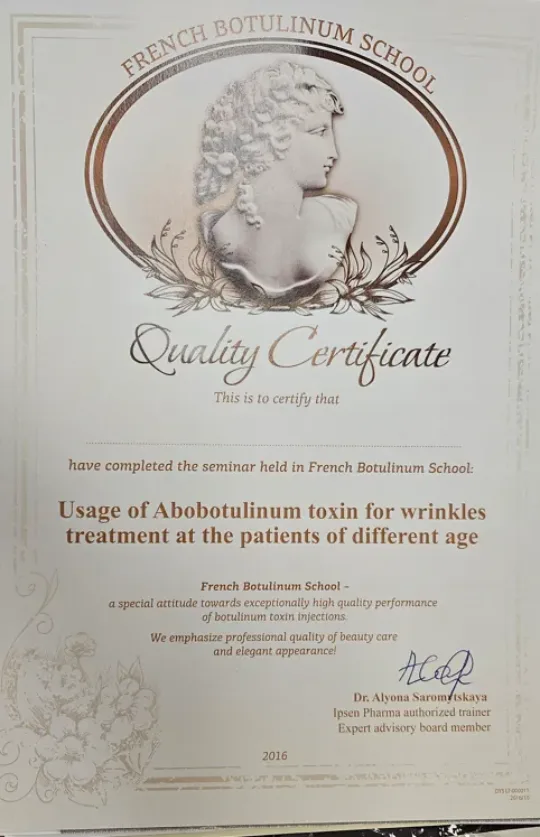 FRENCH BOTULINUM SCHOOL
Quality Certificate
This is to certify that
have completed the seminar held in French Botulinum School:
Usage of Abobotulinum toxin for wrinkles
treatment at the patients of different age
French Botulinum School –
a special attitude towards exceptionally high quality performance
of botulinum toxin injections.
We emphasize professional quality of beauty care
and elegant appearance!
Dr. Alyona Saromytskaya
Ipsen Pharma authorized trainer
Expert advisory board member
2016